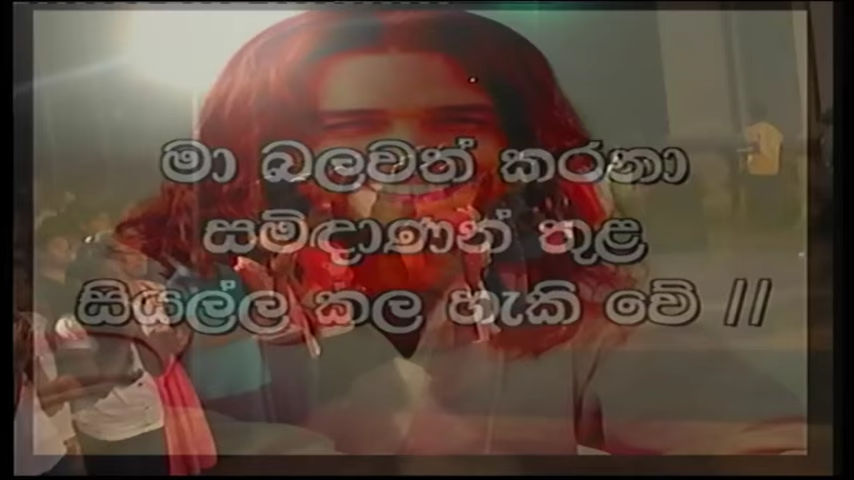 මා බලවත් කරනා
සමිඳාණන් තුළ
සියල්ල කල හැකි වේ //